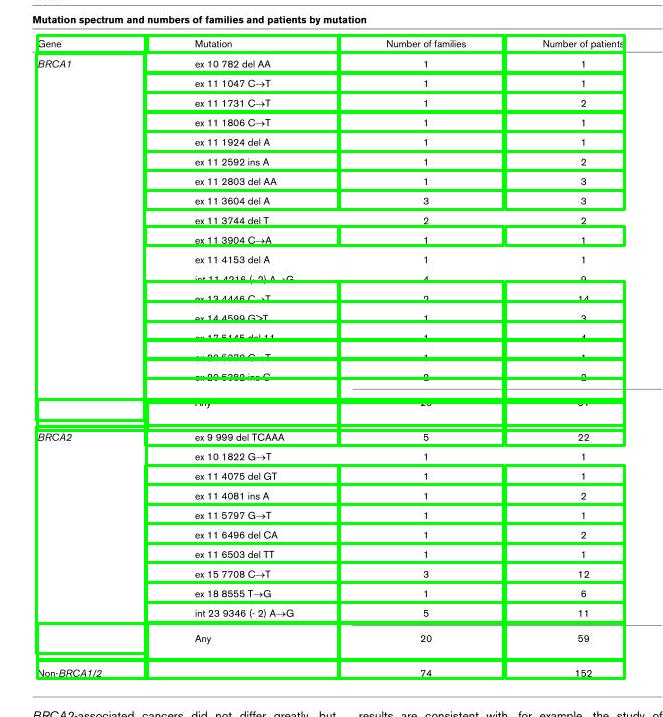 Mutation spectrum and numbers of families and patients by mutation
Gene Mutation Number of families Number of patients
BRCA1 ex 10 782 del AA 1 1
ex 11 1047 C→T 1 1
ex 11 1731 C→T 1 2
ex 11 1806 C→T 1 1
ex 11 1924 del A 1 1
ex 11 2592 ins A 1 2
ex 11 2803 del AA 1 3
ex 11 3604 del A 3 3
ex 11 3744 del T 2 2
ex 11 3904 C→A 1 1
ex 11 4153 del A 1 1
int 11 4216 (- 2) A→G 4 9
ex 13 4446 C→T 2 14
ex 14 4599 G>T 1 3
ex 17 5145 del 11 1 4
ex 20 C→T 1 1
ex 20 5382 ins C 2 2
Any
BRCA2 ex 9 999 del TCAAA 5 22
ex 10 1822 G→T 1 1
ex 11 4075 del GT 1 1
ex 11 4081 ins A 1 2
ex 11 5797 G→T 1 1
ex 11 6496 del CA 1 2
ex 11 6503 del TT 1 1
ex 15 7708 C→T 3 12
ex 18 8555 T→G 1 6
int 23 9346 (- 2) A→G 5 11
Any 20 59
Non-BRCA1/2 74 152
BRCA2-associated cancers did not differ greatly, but results are consistent with, for example, the study of